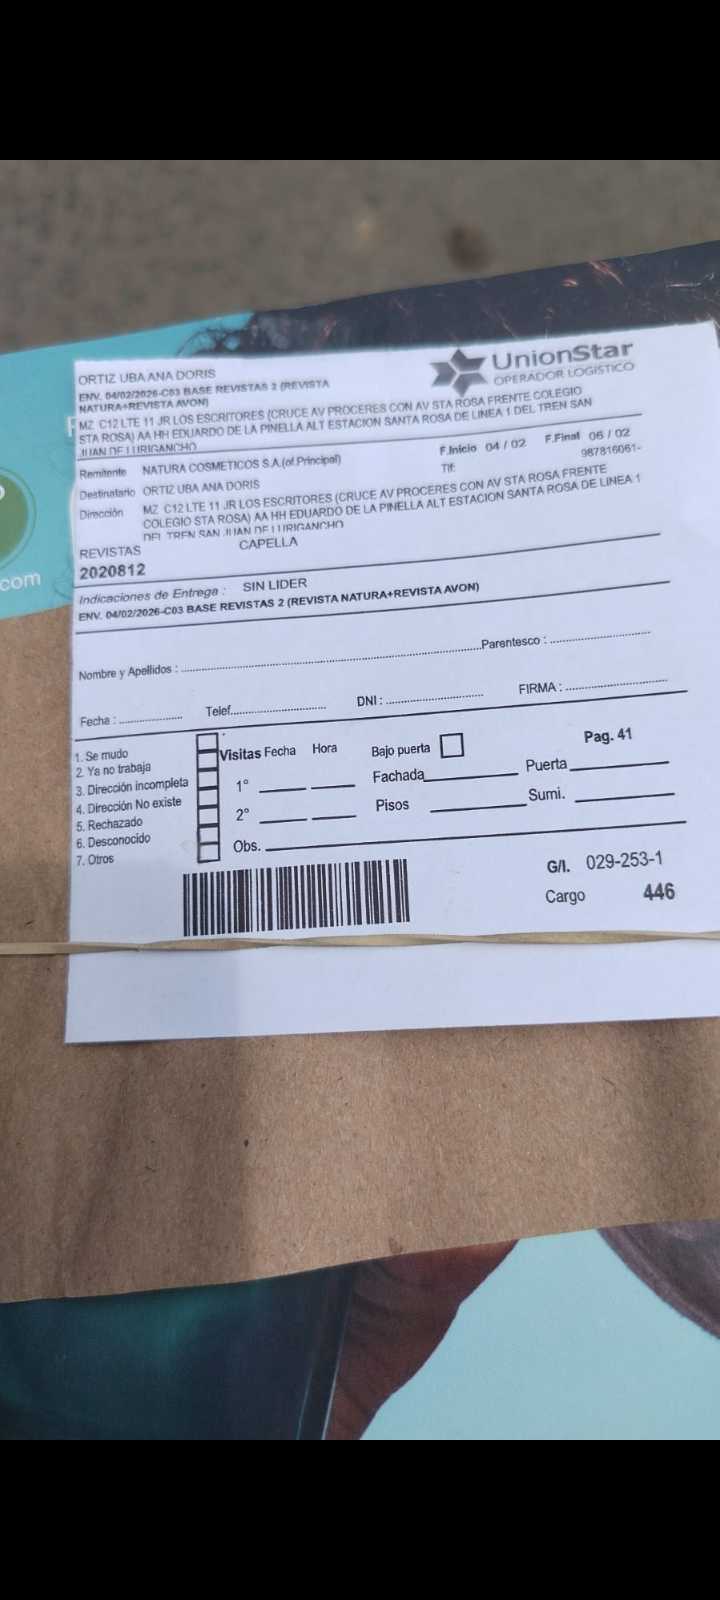 ORTIZ UBA ANA DORIS
UnionStar
OPERADOR LOGÍSTICO
ENV. 04/02/2026-C03 BASE REVISTAS 2 (REVISTA
NATURA+REVISTA AVON)
MZ C12 LTE 11 JR LOS ESCRITORES (CRUCE AV PROCERES CON AV STA ROSA FRENTE COLEGIO
STA ROSA) AA HH EDUARDO DE LA PINELLA ALT ESTACION SANTA ROSA DE LINEA 1 DEL TREN SAN
JUAN DE LURIGANCHO
Remitente NATURA COSMETICOS S.A.(of.Principal) F.Inicio 04 / 02 F.Final 06 / 02
Destinatario ORTIZ UBA ANA DORIS Tlf: 987816061-
Dirección MZ C12 LTE 11 JR LOS ESCRITORES (CRUCE AV PROCERES CON AV STA ROSA FRENTE
COLEGIO STA ROSA) AA HH EDUARDO DE LA PINELLA ALT ESTACION SANTA ROSA DE LINEA 1
DEL TREN SAN JUAN DE LURIGANCHO
REVISTAS CAPELLA
2020812
Indicaciones de Entrega : SIN LIDER
ENV. 04/02/2026-C03 BASE REVISTAS 2 (REVISTA NATURA+REVISTA AVON)
Nombre y Apellidos : Parentesco :
Fecha : Telef. DNI : FIRMA :
1. Se mudo
2. Ya no trabaja
3. Dirección incompleta
4. Dirección No existe
5. Rechazado
6. Desconocido
7. Otros
Visitas Fecha Hora Bajo puerta Pag. 41
1° Fachada Puerta
2° Pisos Sumi.
Obs.
G/I. 029-253-1
Cargo 446
.com